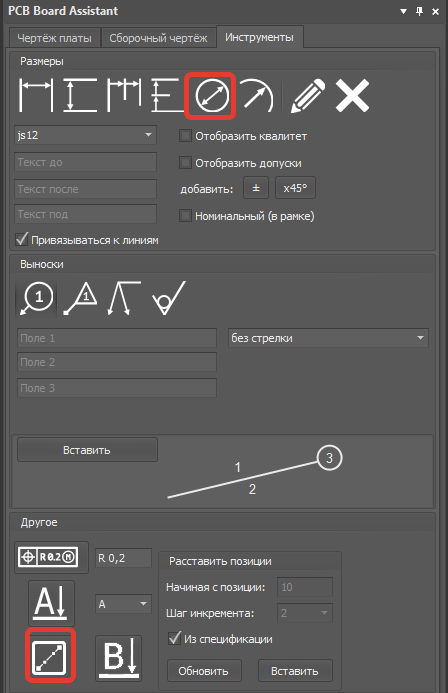 PCB Board Assistant
Чертёж платы Сборочный чертёж Инструменты
Размеры
js12
Отобразить квалитет
Текст до
Отобразить допуски
Текст после
добавить: ± x45°
Текст под
Номинальный (в рамке)
Привязываться к линиям
Выноски
1 1
Поле 1
без стрелки
Поле 2
Поле 3
Вставить
1 2 3
Другое
R 0.2 M R 0,2
Расставить позиции
Начиная с позиции: 10
A A
Шаг инкремента: 2
Из спецификации
B
Обновить Вставить